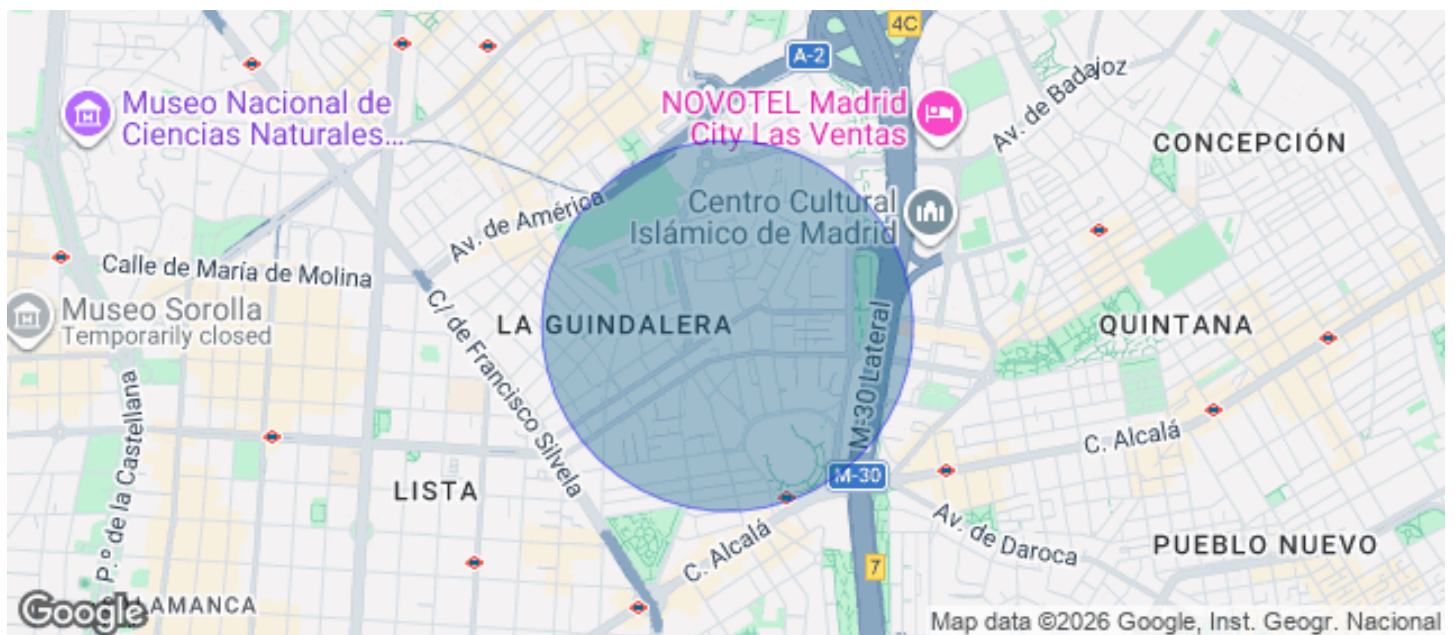 4C
A-2
Museo Nacional de
Ciencias Naturales...
NOVOTEL Madrid
City Las Ventas
Av. de Badajoz
CONCEPCIÓN
Av. de América
Centro Cultural
Islámico de Madrid
Calle de María de Molina
Museo Sorolla
Temporarily closed
C/ de Francisco Silvela
LA GUINDALERA
M-30 Lateral
QUINTANA
P.º de la Castellana
LISTA
M-30
C. Alcalá
C. Alcalá
Av. de Daroca
7
PUEBLO NUEVO
ALAMANCA
Google
Map data ©2026 Google, Inst. Geogr. Nacional